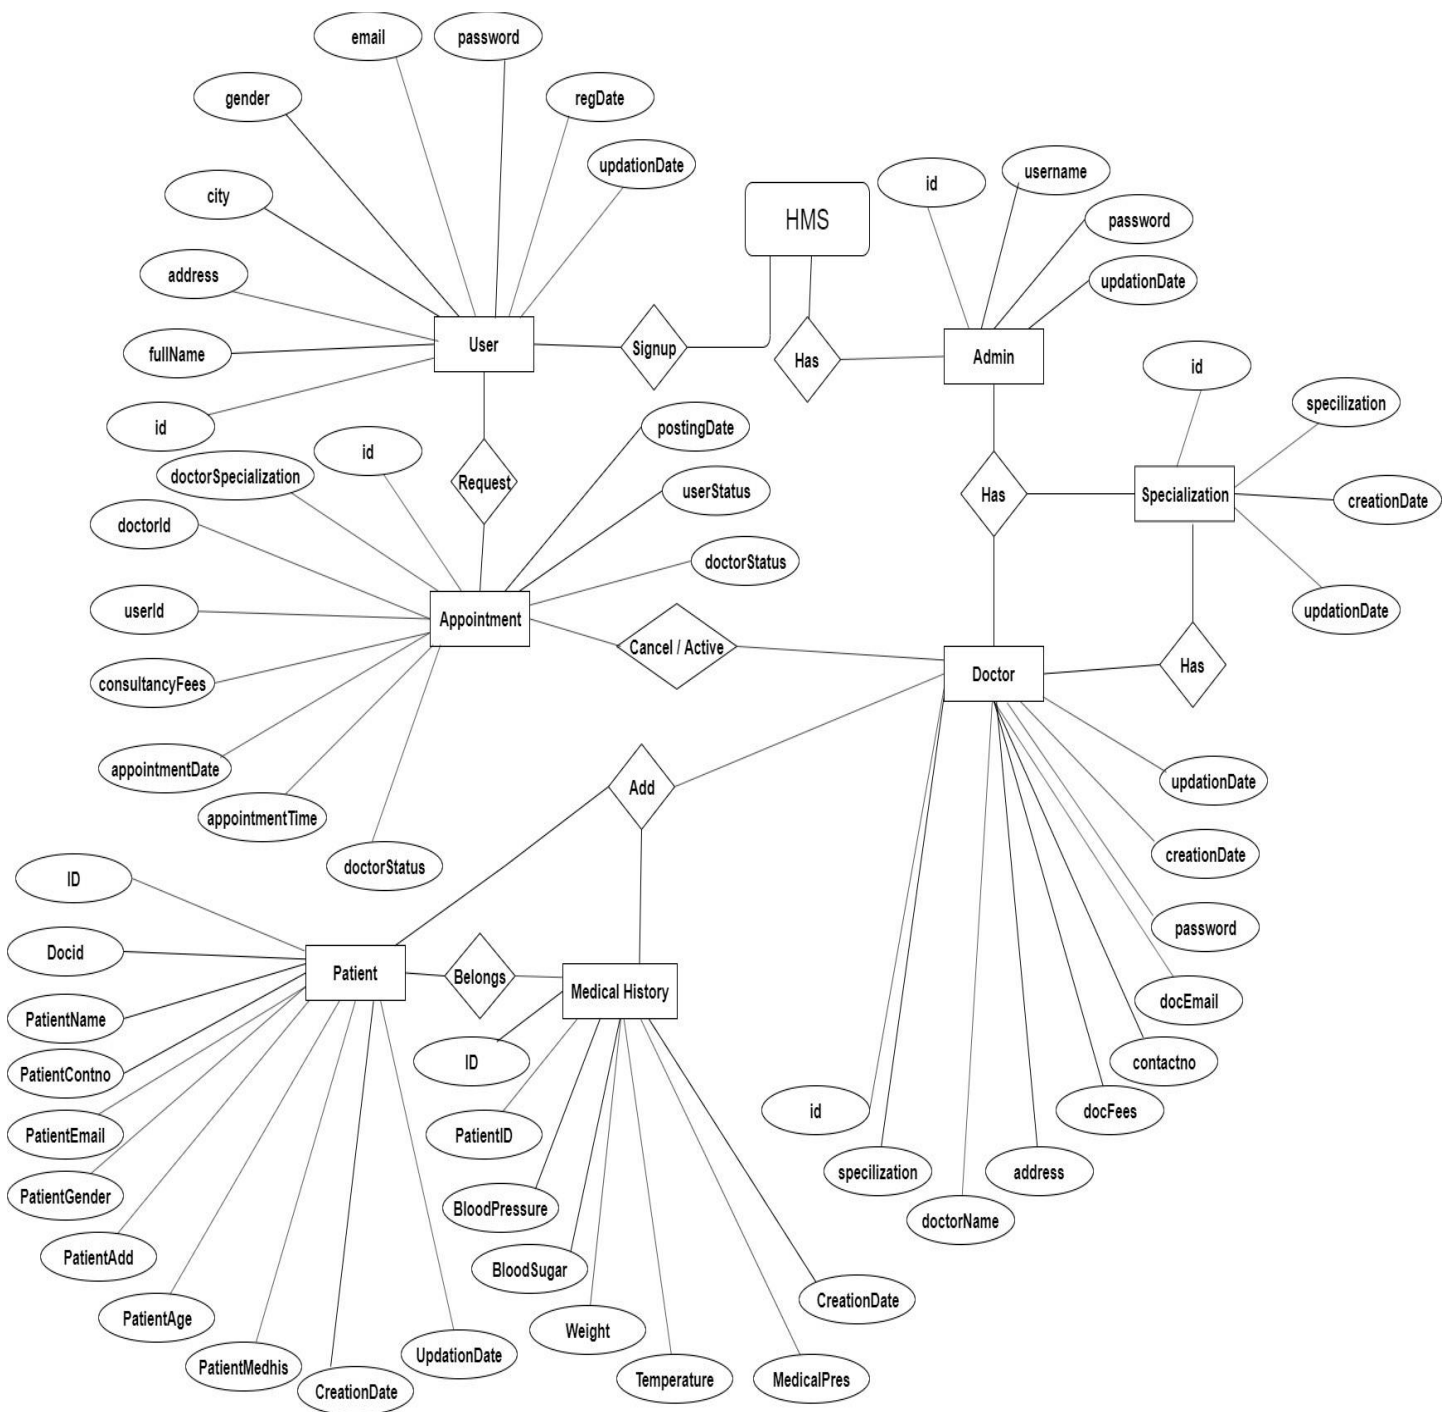 email
password
gender
regDate
updationDate
username
id
city
HMS
password
address
updationDate
User
Signup
fullName
Has
Admin
id
specilization
id
postingDate
id
doctorSpecialization
Request
userStatus
Has
Specialization
creationDate
doctorId
doctorStatus
userId
Appointment
updationDate
Cancel / Active
Has
consultancyFees
Doctor
appointmentDate
Add
updationDate
appointmentTime
doctorStatus
creationDate
ID
password
Docid
Patient
Belongs
Medical History
docEmail
PatientName
ID
contactno
PatientContno
id
docFees
PatientEmail
PatientID
specilization
address
PatientGender
BloodPressure
doctorName
PatientAdd
BloodSugar
CreationDate
PatientAge
Weight
UpdationDate
PatientMedhis
Temperature
MedicalPres
CreationDate